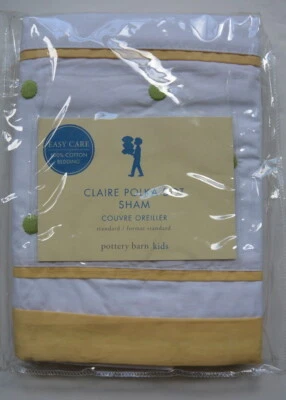 EASY CARE
100% COTTON
BEDDING
CLAIRE POLKA DOT
SHAM
COUVRE OREILLER
standard / format standard
pottery barn kids